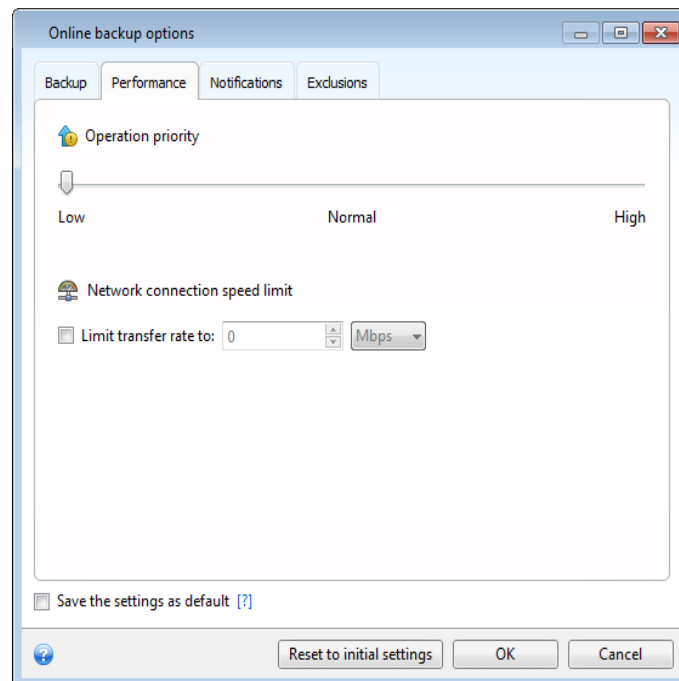 Online backup options
Backup Performance Notifications Exclusions
Operation priority
Low Normal High
Network connection speed limit
Limit transfer rate to: 0 Mbps
Save the settings as default [?]
Reset to initial settings OK Cancel